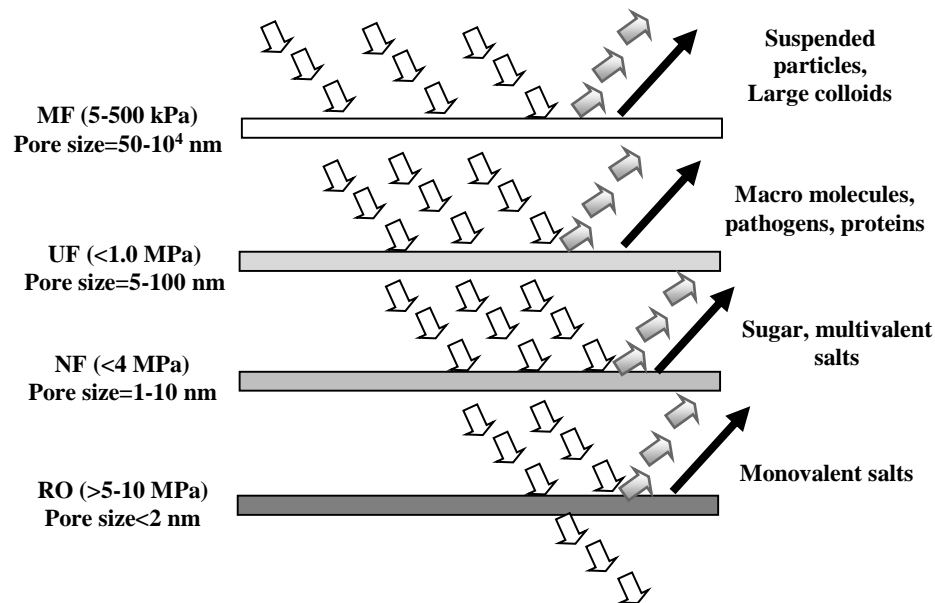 Suspended
particles,
Large colloids
MF (5-500 kPa)
Pore size=50-10⁴ nm
Macro molecules,
pathogens, proteins
UF (<1.0 MPa)
Pore size=5-100 nm
Sugar, multivalent
salts
NF (<4 MPa)
Pore size=1-10 nm
Monovalent salts
RO (>5-10 MPa)
Pore size<2 nm